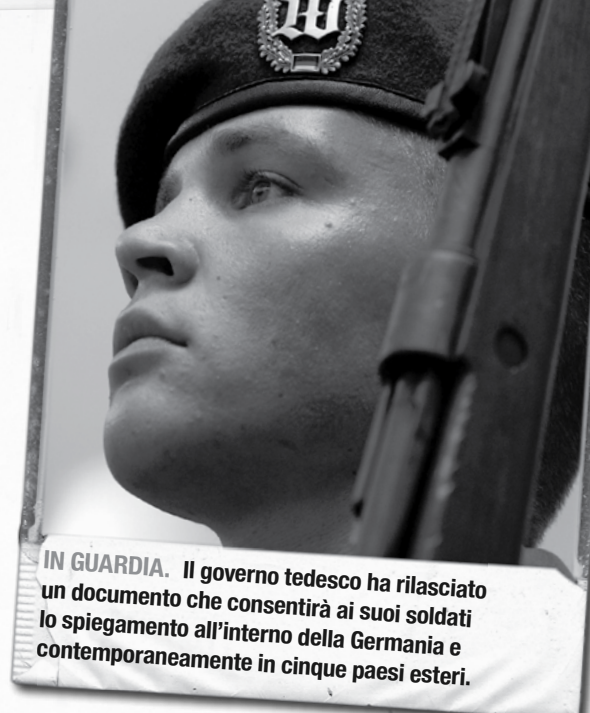 W
IN GUARDIA. Il governo tedesco ha rilasciato
un documento che consentirà ai suoi soldati
lo spiegamento all'interno della Germania e
contemporaneamente in cinque paesi esteri.